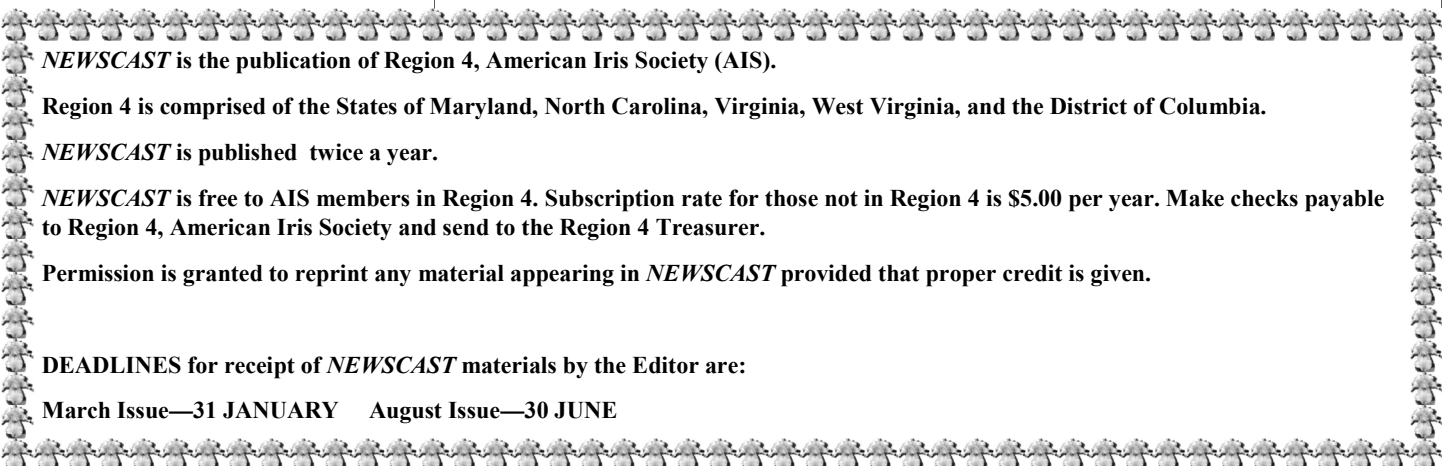 NEWSCAST is the publication of Region 4, American Iris Society (AIS).
Region 4 is comprised of the States of Maryland, North Carolina, Virginia, West Virginia, and the District of Columbia.
NEWSCAST is published  twice a year.
NEWSCAST is free to AIS members in Region 4. Subscription rate for those not in Region 4 is $5.00 per year. Make checks payable
to Region 4, American Iris Society and send to the Region 4 Treasurer.
Permission is granted to reprint any material appearing in NEWSCAST provided that proper credit is given.
DEADLINES for receipt of NEWSCAST materials by the Editor are:
March Issue—31 JANUARY    August Issue—30 JUNE